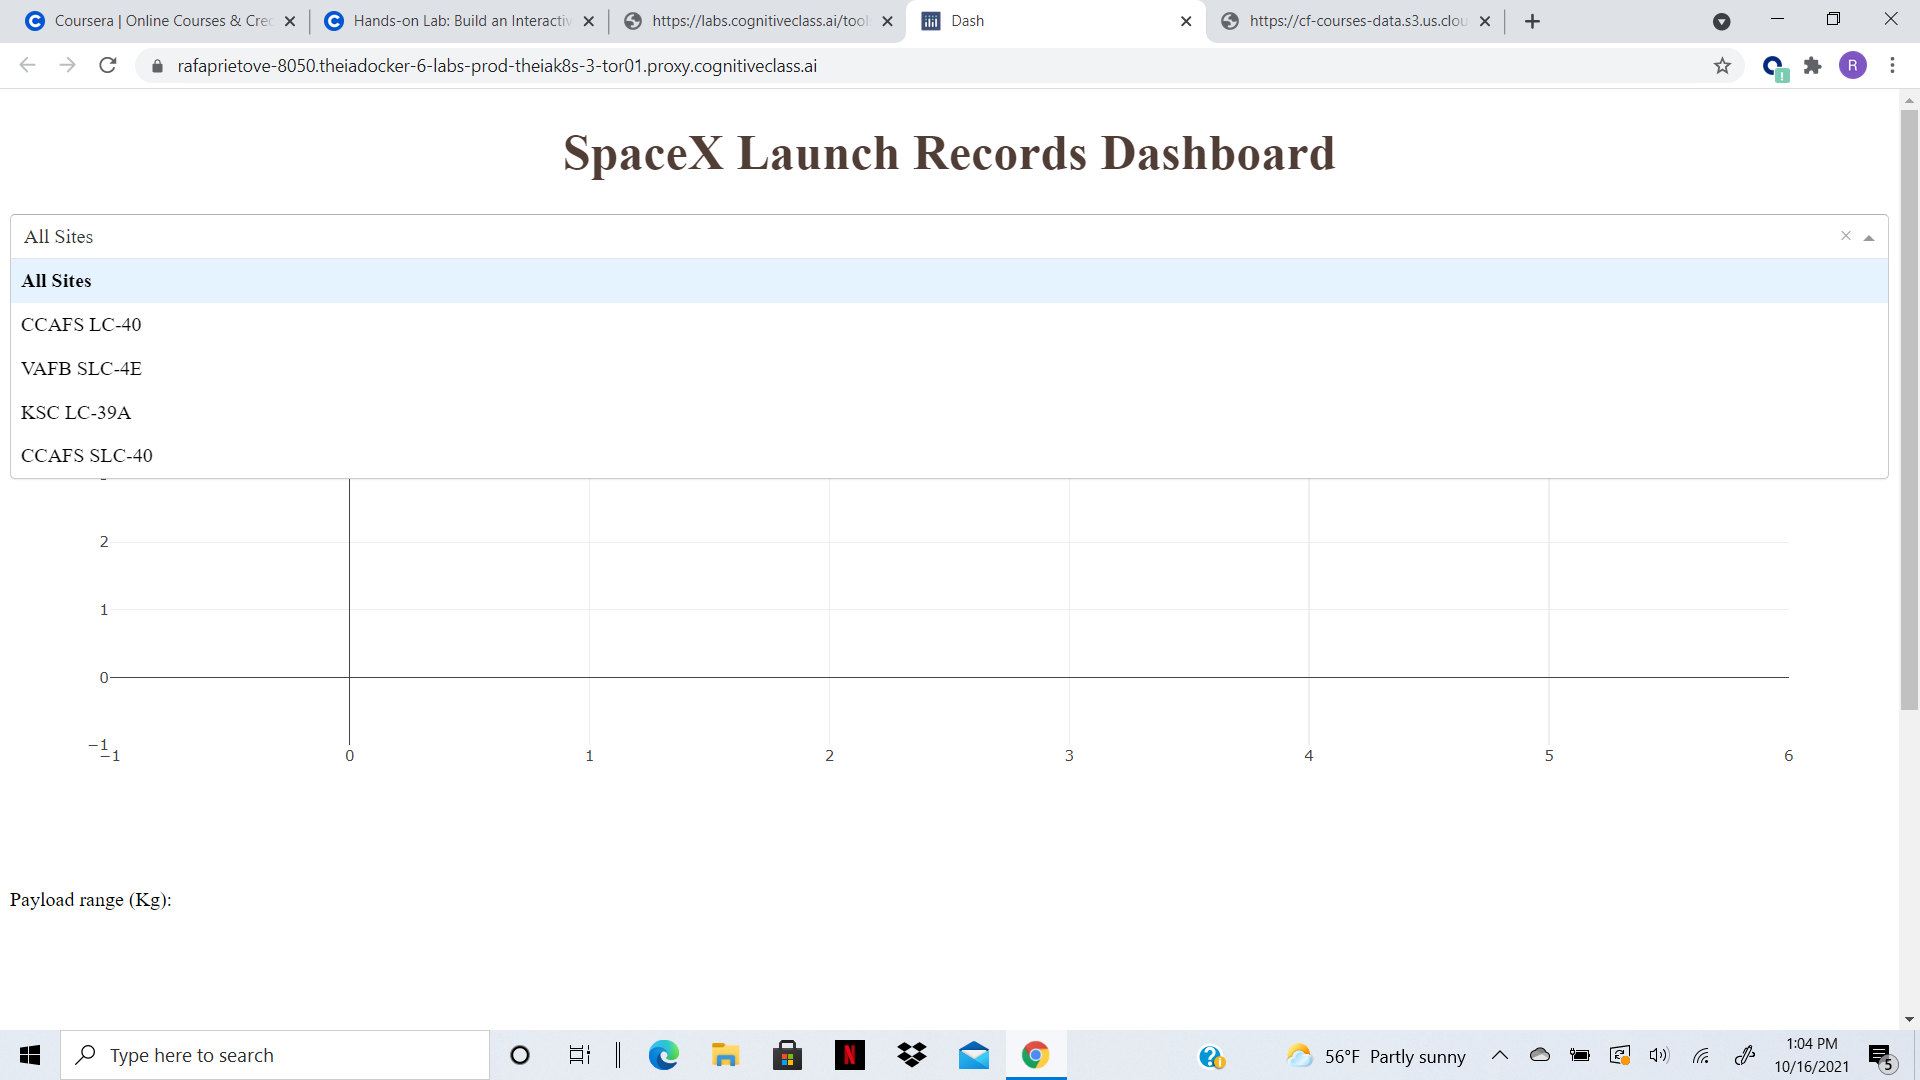 Coursera | Online Courses & Cre
Hands-on Lab: Build an Interactiv
https://labs.cognitiveclass.ai/tool
Dash
https://cf-courses-data.s3.us.clou
rafaprietove-8050.theiadocker-6-labs-prod-theiak8s-3-tor01.proxy.cognitiveclass.ai
R
SpaceX Launch Records Dashboard
All Sites
All Sites
CCAFS LC-40
VAFB SLC-4E
KSC LC-39A
CCAFS SLC-40
2
1
0
−1
−1 0 1 2 3 4 5 6
Payload range (Kg):
Type here to search
56°F Partly sunny
1:04 PM
10/16/2021
5